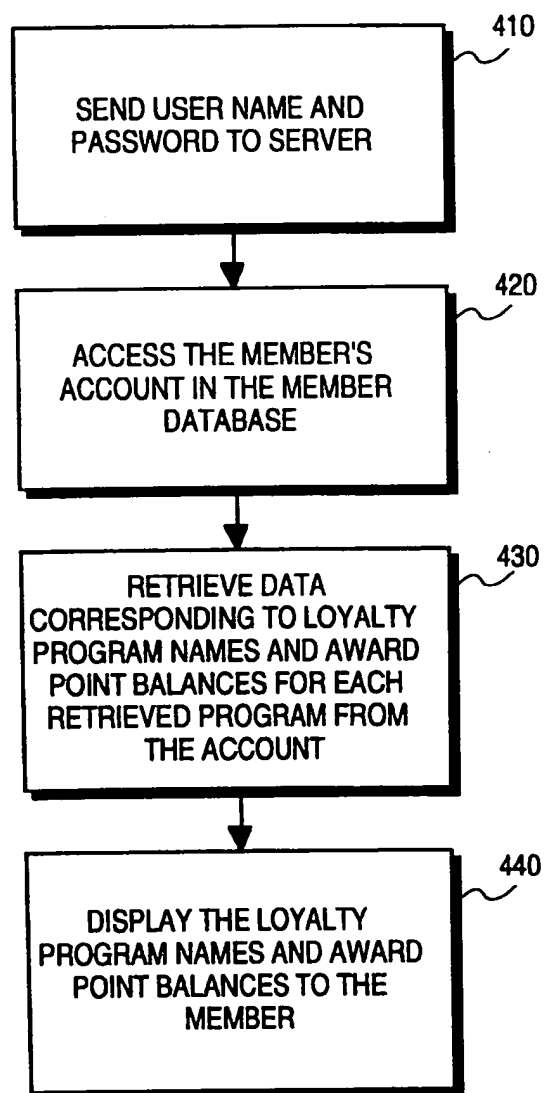 410
SEND USER NAME AND
PASSWORD TO SERVER
420
ACCESS THE MEMBER'S
ACCOUNT IN THE MEMBER
DATABASE
430
RETRIEVE DATA
CORRESPONDING TO LOYALTY
PROGRAM NAMES AND AWARD
POINT BALANCES FOR EACH
RETRIEVED PROGRAM FROM
THE ACCOUNT
440
DISPLAY THE LOYALTY
PROGRAM NAMES AND AWARD
POINT BALANCES TO THE
MEMBER